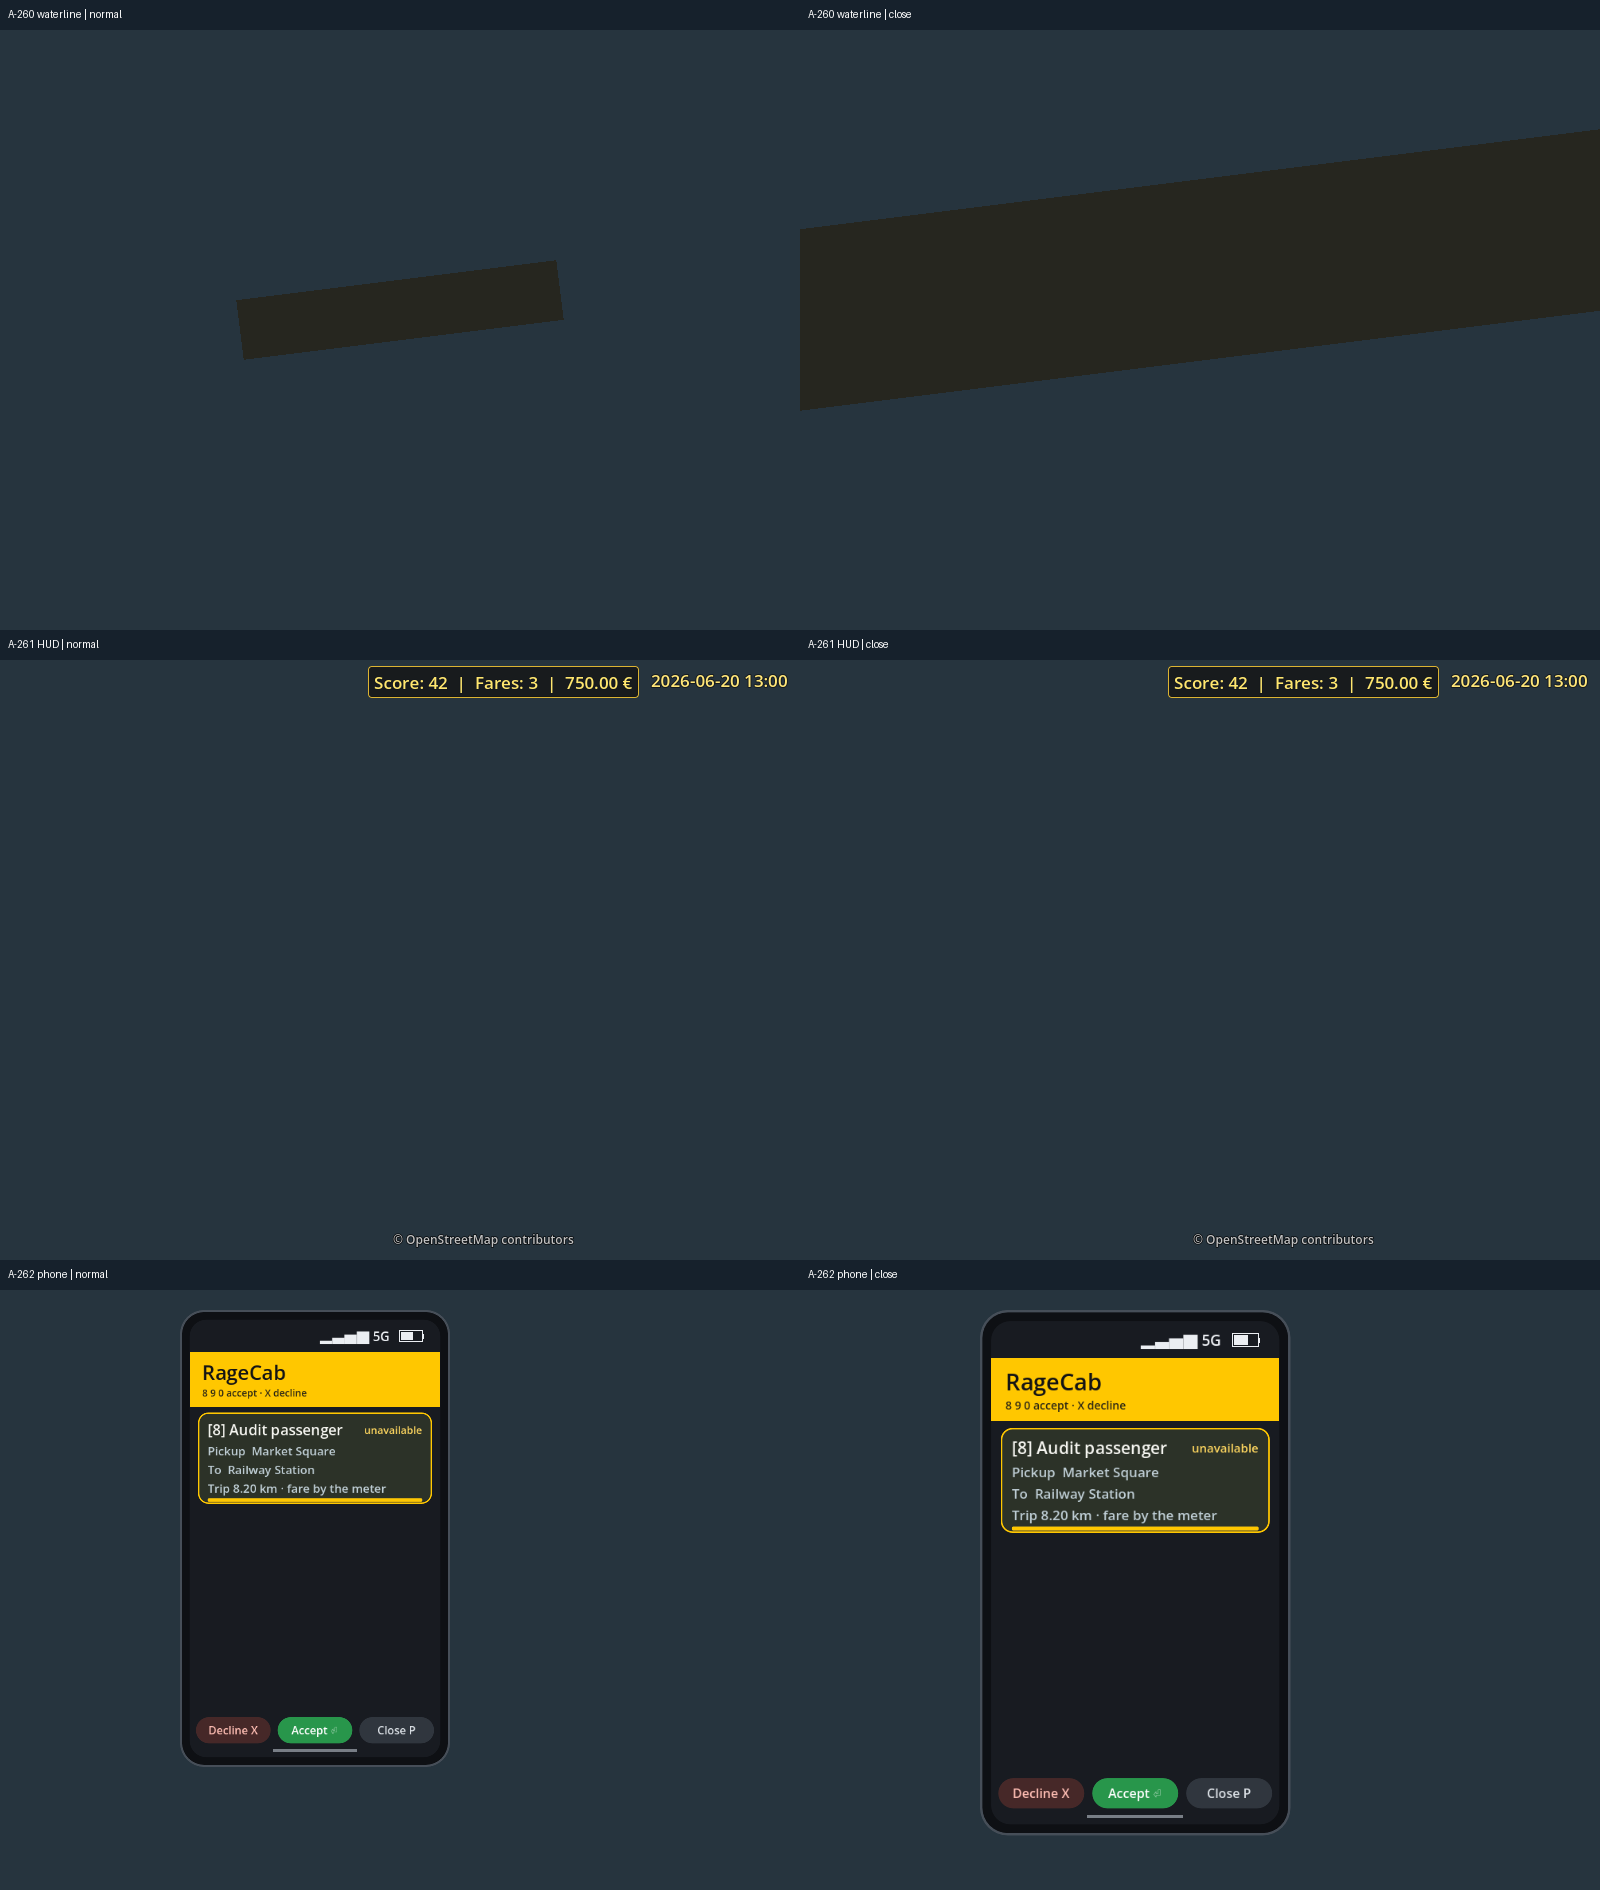 A-260 waterline | normal
A-260 waterline | close
A-261 HUD | normal
A-261 HUD | close
Score: 42 | Fares: 3 | 750.00 €
2026-06-20 13:00
Score: 42 | Fares: 3 | 750.00 €
2026-06-20 13:00
© OpenStreetMap contributors
© OpenStreetMap contributors
A-262 phone | normal
A-262 phone | close
5G
RageCab
8 9 0 accept · X decline
[8] Audit passenger unavailable
Pickup Market Square
To Railway Station
Trip 8.20 km · fare by the meter
Decline X
Accept ⏎
Close P
5G
RageCab
8 9 0 accept · X decline
[8] Audit passenger unavailable
Pickup Market Square
To Railway Station
Trip 8.20 km · fare by the meter
Decline X
Accept ⏎
Close P